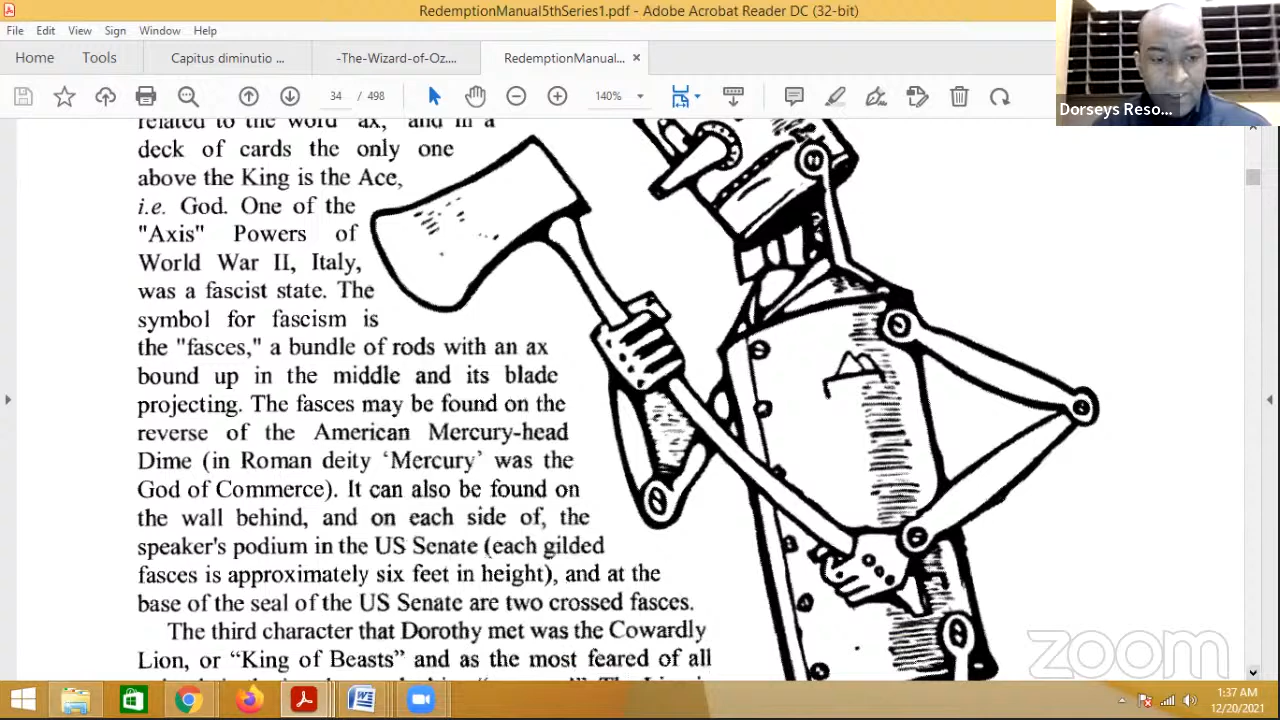 RedemptionManual5thSeries1.pdf - Adobe Acrobat Reader DC (32-bit)
File Edit View Sign Window Help
Home Tools Capitus diminutio ... -The-Wizard-of-Oz.... RedemptionManual... ×
34 / 140%
Dorseys Reso...
related to the word "ax," and in a
deck of cards the only one
above the King is the Ace,
i.e. God. One of the
"Axis" Powers of
World War II, Italy,
was a fascist state. The
symbol for fascism is
the "fasces," a bundle of rods with an ax
bound up in the middle and its blade
projecting. The fasces may be found on the
reverse of the American Mercury-head
Dime (in Roman deity ‘Mercury’ was the
God of Commerce). It can also be found on
the wall behind, and on each side of, the
speaker's podium in the US Senate (each gilded
fasces is approximately six feet in height), and at the
base of the seal of the US Senate are two crossed fasces.
The third character that Dorothy met was the Cowardly
Lion, or “King of Beasts” and as the most feared of all
zoom
1:37 AM
12/20/2021